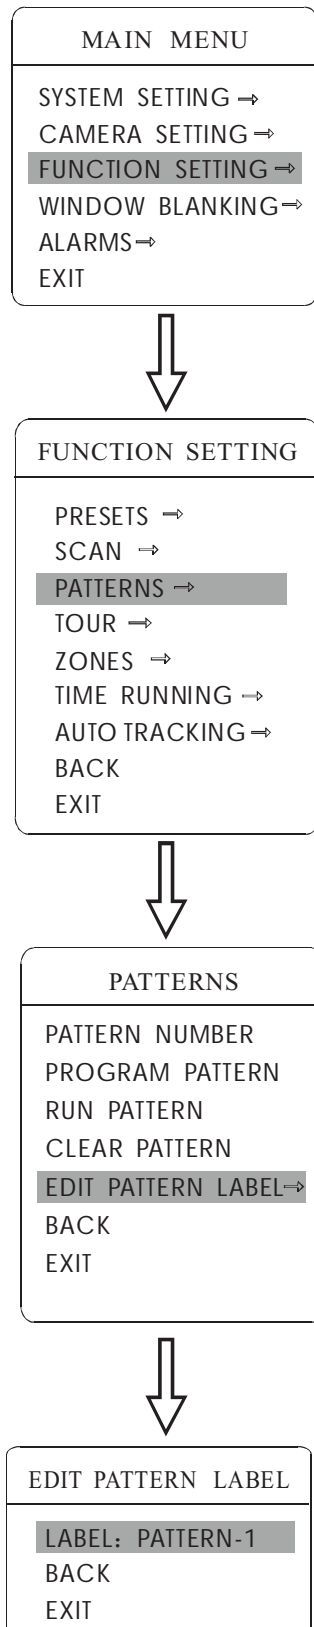 MAIN MENU
SYSTEM SETTING ⇒
CAMERA SETTING ⇒
FUNCTION SETTING ⇒
WINDOW BLANKING ⇒
ALARMS ⇒
EXIT
FUNCTION SETTING
PRESETS ⇒
SCAN ⇒
PATTERNS ⇒
TOUR ⇒
ZONES ⇒
TIME RUNNING ⇒
AUTO TRACKING ⇒
BACK
EXIT
PATTERNS
PATTERN NUMBER
PROGRAM PATTERN
RUN PATTERN
CLEAR PATTERN
EDIT PATTERN LABEL ⇒
BACK
EXIT
EDIT PATTERN LABEL
LABEL: PATTERN-1
BACK
EXIT